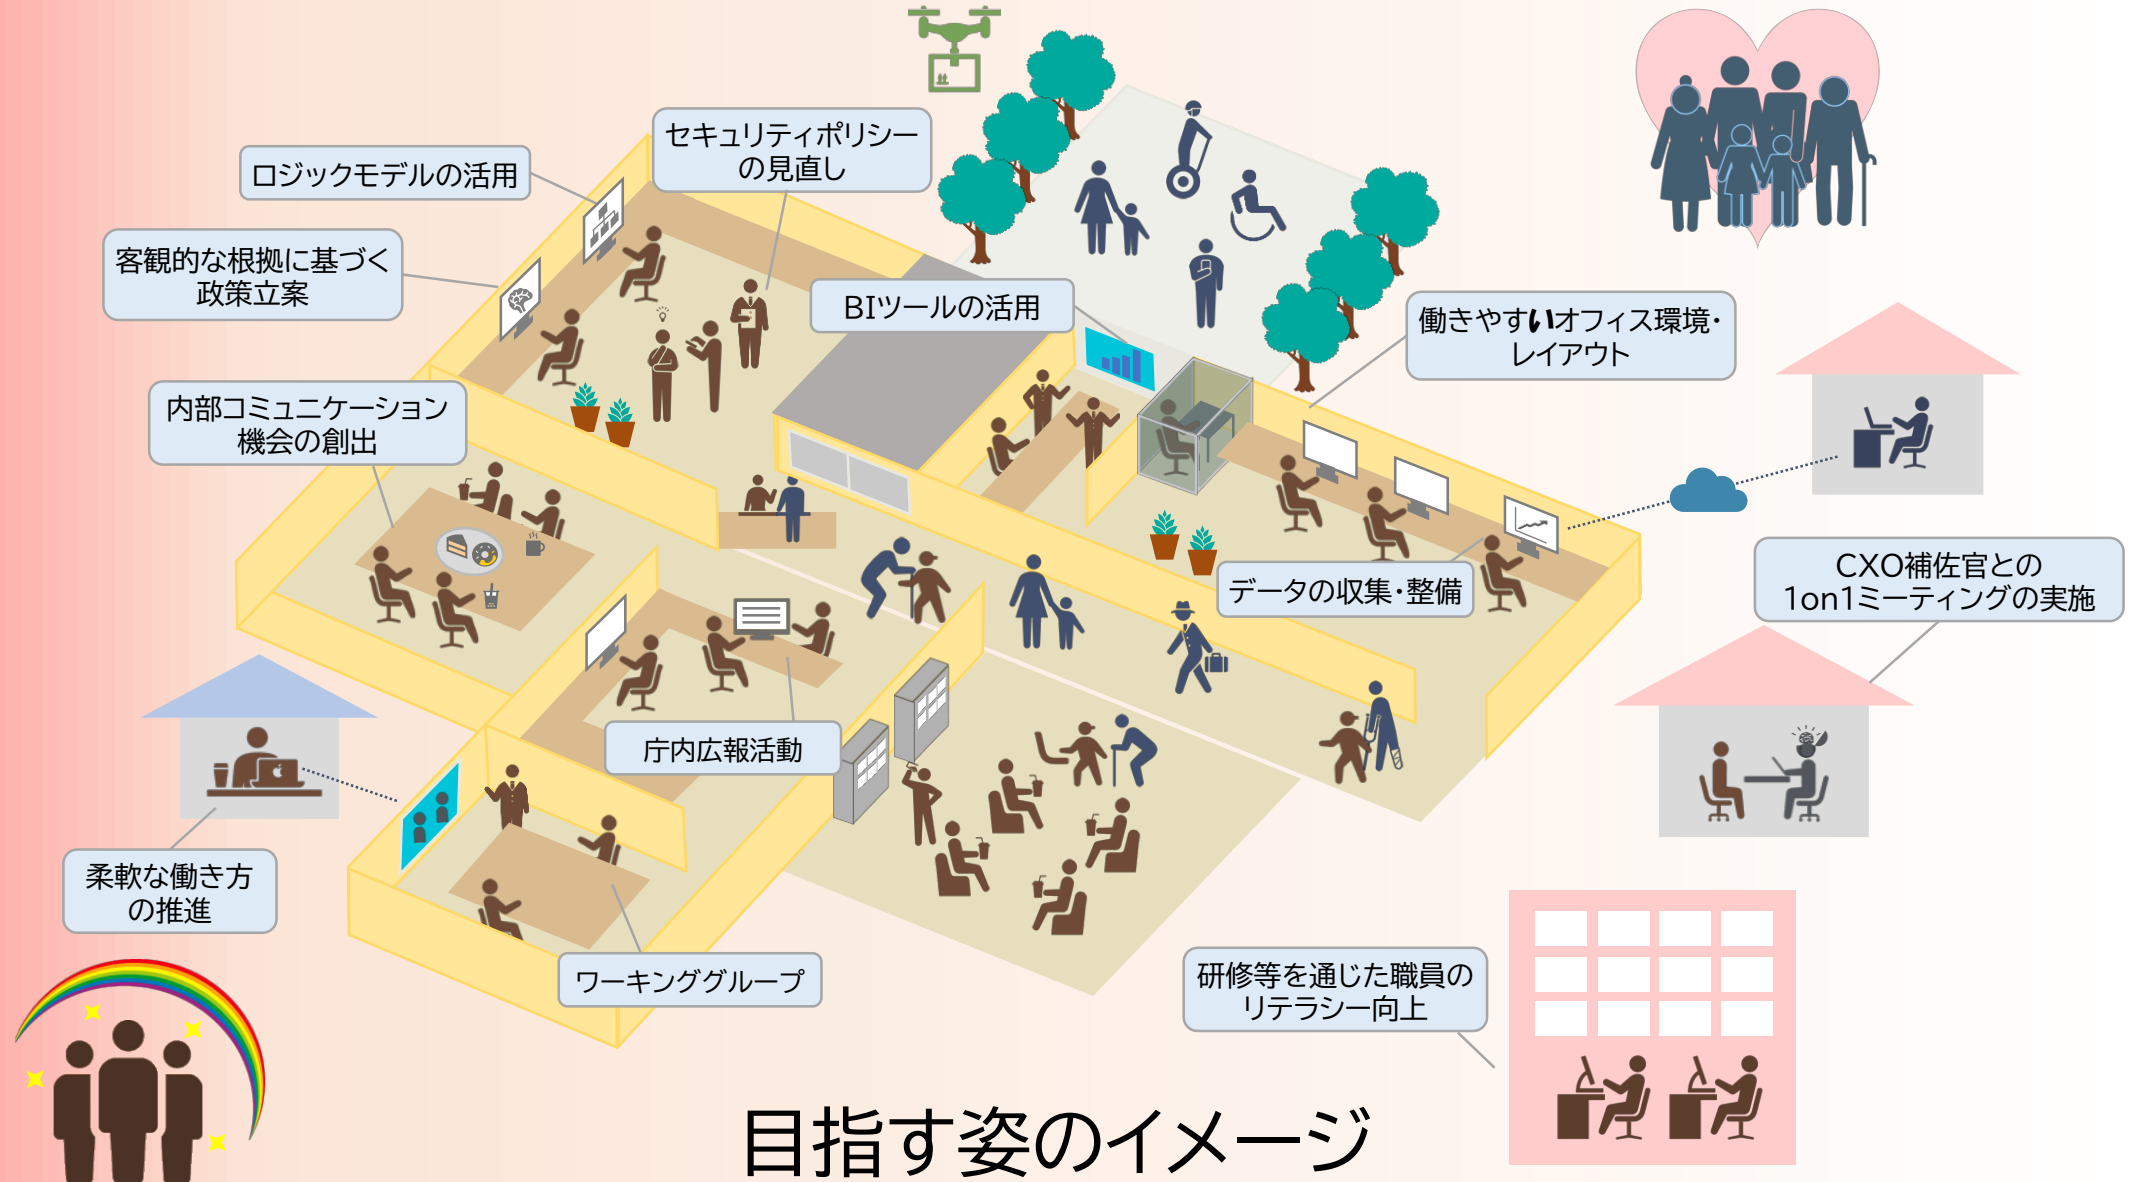 セキュリティポリシー
の見直し
ロジックモデルの活用
客観的な根拠に基づく
政策立案
BIツールの活用
働きやすいオフィス環境・
レイアウト
内部コミュニケーション
機会の創出
データの収集・整備
CXO補佐官との
1on1ミーティングの実施
庁内広報活動
柔軟な働き方
の推進
ワーキンググループ
研修等を通じた職員の
リテラシー向上
目指す姿のイメージ